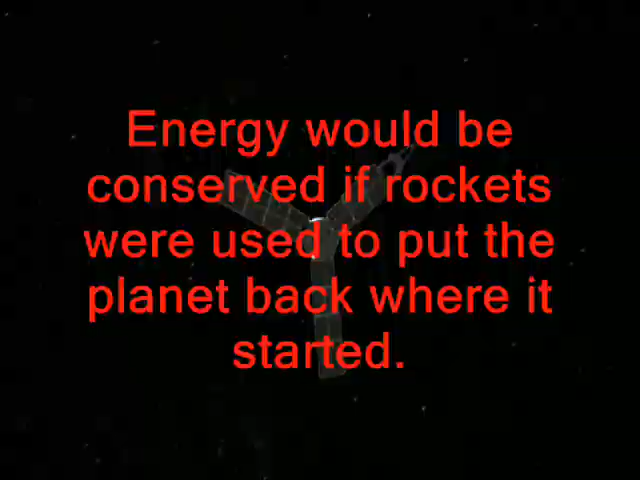 Energy would be
conserved if rockets
were used to put the
planet back where it
started.